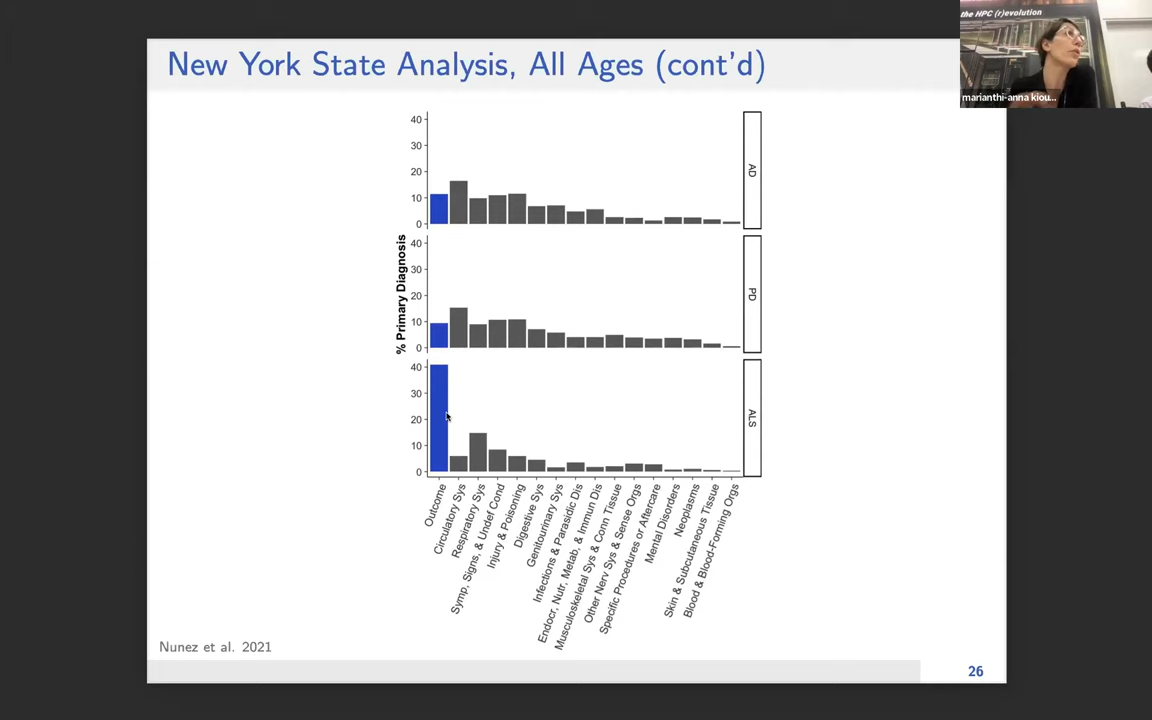 New York State Analysis, All Ages (cont'd)
the HPC (r)evolution
marianthi-anna kiou...
% Primary Diagnosis
40
30
20
10
0
AD
40
30
20
10
0
PD
40
30
20
10
0
ALS
Outcome
Circulatory Sys
Respiratory Sys
Symp, Signs, & Undef Cond
Injury & Poisoning
Digestive Sys
Genitourinary Sys
Infections & Parasidic Dis
Endocr, Nutr, Metab, & Immun Dis
Musculoskeletal Sys & Conn Tissue
Other Nerv Sys & Sense Orgs
Specific Procedures or Aftercare
Mental Disorders
Neoplasms
Skin & Subcutaneous Tissue
Blood & Blood-Forming Orgs
Nunez et al. 2021
26